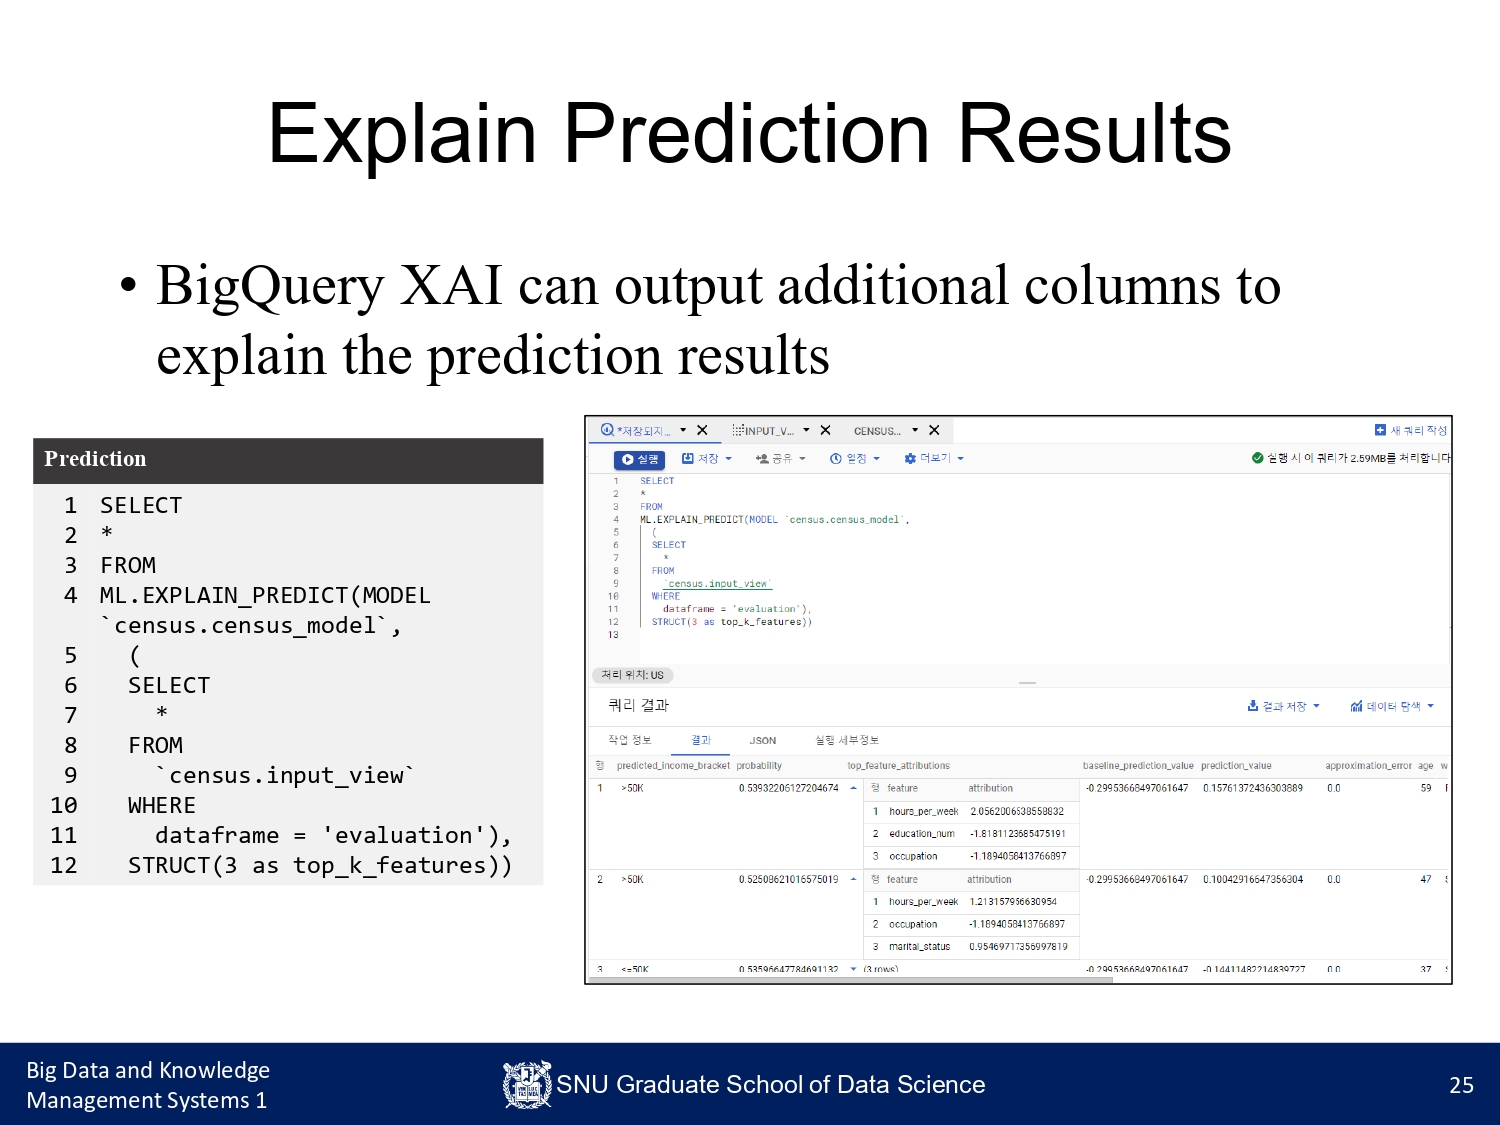 Explain Prediction Results
• BigQuery XAI can output additional columns to
explain the prediction results
Prediction
1 SELECT
2 *
3 FROM
4 ML.EXPLAIN_PREDICT(MODEL
`census.census_model`,
5 (
6 SELECT
7 *
8 FROM
9 `census.input_view`
10 WHERE
11 dataframe = 'evaluation'),
12 STRUCT(3 as top_k_features))
*저장되지... INPUT_V... CENSUS... 새 쿼리 작성
실행 저장 공유 일정 더보기 실행 시 이 쿼리가 2.59MB를 처리합니다
1 SELECT
2 *
3 FROM
4 ML.EXPLAIN_PREDICT(MODEL `census.census_model`,
5 (
6 SELECT
7 *
8 FROM
9 `census.input_view`
10 WHERE
11 dataframe = 'evaluation'),
12 STRUCT(3 as top_k_features))
13
처리 위치: US
쿼리 결과 결과 저장 데이터 탐색
작업 정보 결과 JSON 실행 세부정보
행 predicted_income_bracket probability top_feature_attributions baseline_prediction_value prediction_value approximation_error age w
1 >50K 0.53932206127204674 행 feature attribution -0.29953668497061647 0.15761372436303889 0.0 59
1 hours_per_week 2.0562006538558832
2 education_num -1.8181123685475191
3 occupation -1.1894058413766897
2 >50K 0.52508621016575019 행 feature attribution -0.29953668497061647 0.10042916647356304 0.0 47
1 hours_per_week 1.213157956630954
2 occupation -1.1894058413766897
3 marital_status 0.95469717356997819
3 <=50K 0.53596647784691132 (3 rows) -0.29953668497061647 -0.14411482214839727 0.0 37
Big Data and Knowledge
Management Systems 1
SNU Graduate School of Data Science
25